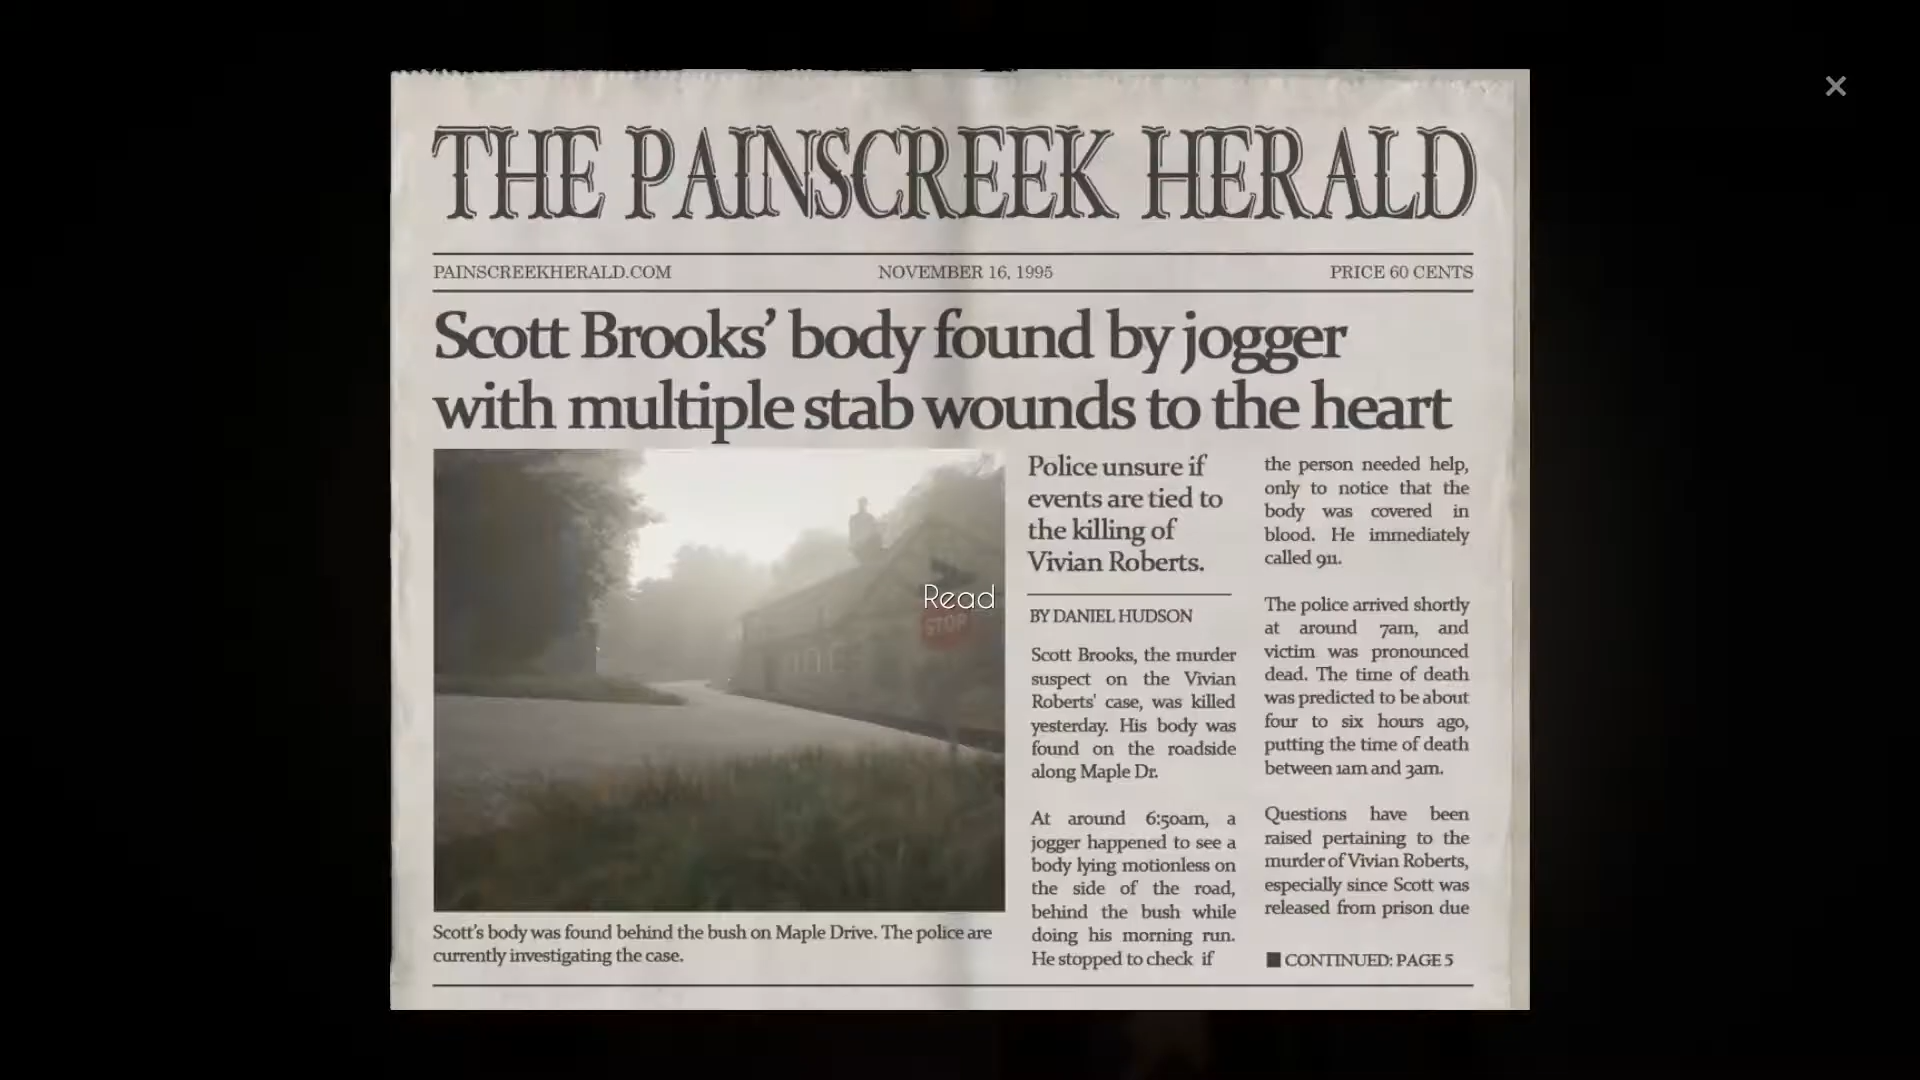 THE PAINSCREEK HERALD
PAINSCREEKHERALD.COM NOVEMBER 16, 1995 PRICE 60 CENTS
Scott Brooks’ body found by jogger
with multiple stab wounds to the heart
Read
STOP
Scott’s body was found behind the bush on Maple Drive. The police are
currently investigating the case.
Police unsure if
events are tied to
the killing of
Vivian Roberts.
BY DANIEL HUDSON
Scott Brooks, the murder
suspect on the Vivian
Roberts' case, was killed
yesterday. His body was
found on the roadside
along Maple Dr.
At around 6:50am, a
jogger happened to see a
body lying motionless on
the side of the road,
behind the bush while
doing his morning run.
He stopped to check if
the person needed help,
only to notice that the
body was covered in
blood. He immediately
called 911.
The police arrived shortly
at around 7am, and
victim was pronounced
dead. The time of death
was predicted to be about
four to six hours ago,
putting the time of death
between 1am and 3am.
Questions have been
raised pertaining to the
murder of Vivian Roberts,
especially since Scott was
released from prison due
■ CONTINUED: PAGE 5